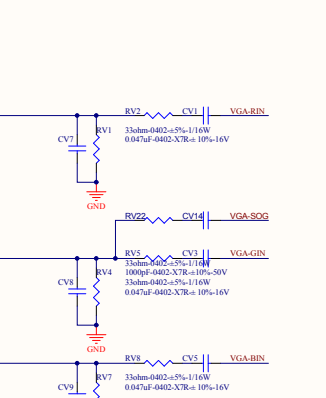 RV2 CV1 VGA-RIN
RV1
33ohm-0402-±5%-1/16W
CV7
0.047uF-0402-X7R-±10%-16V
GND
RV22 CV14 VGA-SOG
RV5 CV3 VGA-GIN
33ohm-0402-±5%-1/16W
RV4
1000pF-0402-X7R-±10%-50V
CV8
33ohm-0402-±5%-1/16W
0.047uF-0402-X7R-±10%-16V
GND
RV8 CV5 VGA-BIN
RV7
33ohm-0402-±5%-1/16W
CV9
0.047uF-0402-X7R-±10%-16V